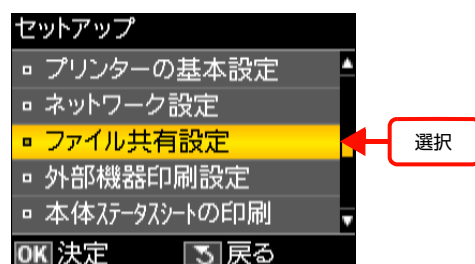 セットアップ
プリンターの基本設定
ネットワーク設定
ファイル共有設定
選択
外部機器印刷設定
本体ステータスシートの印刷
OK 決定 戻る